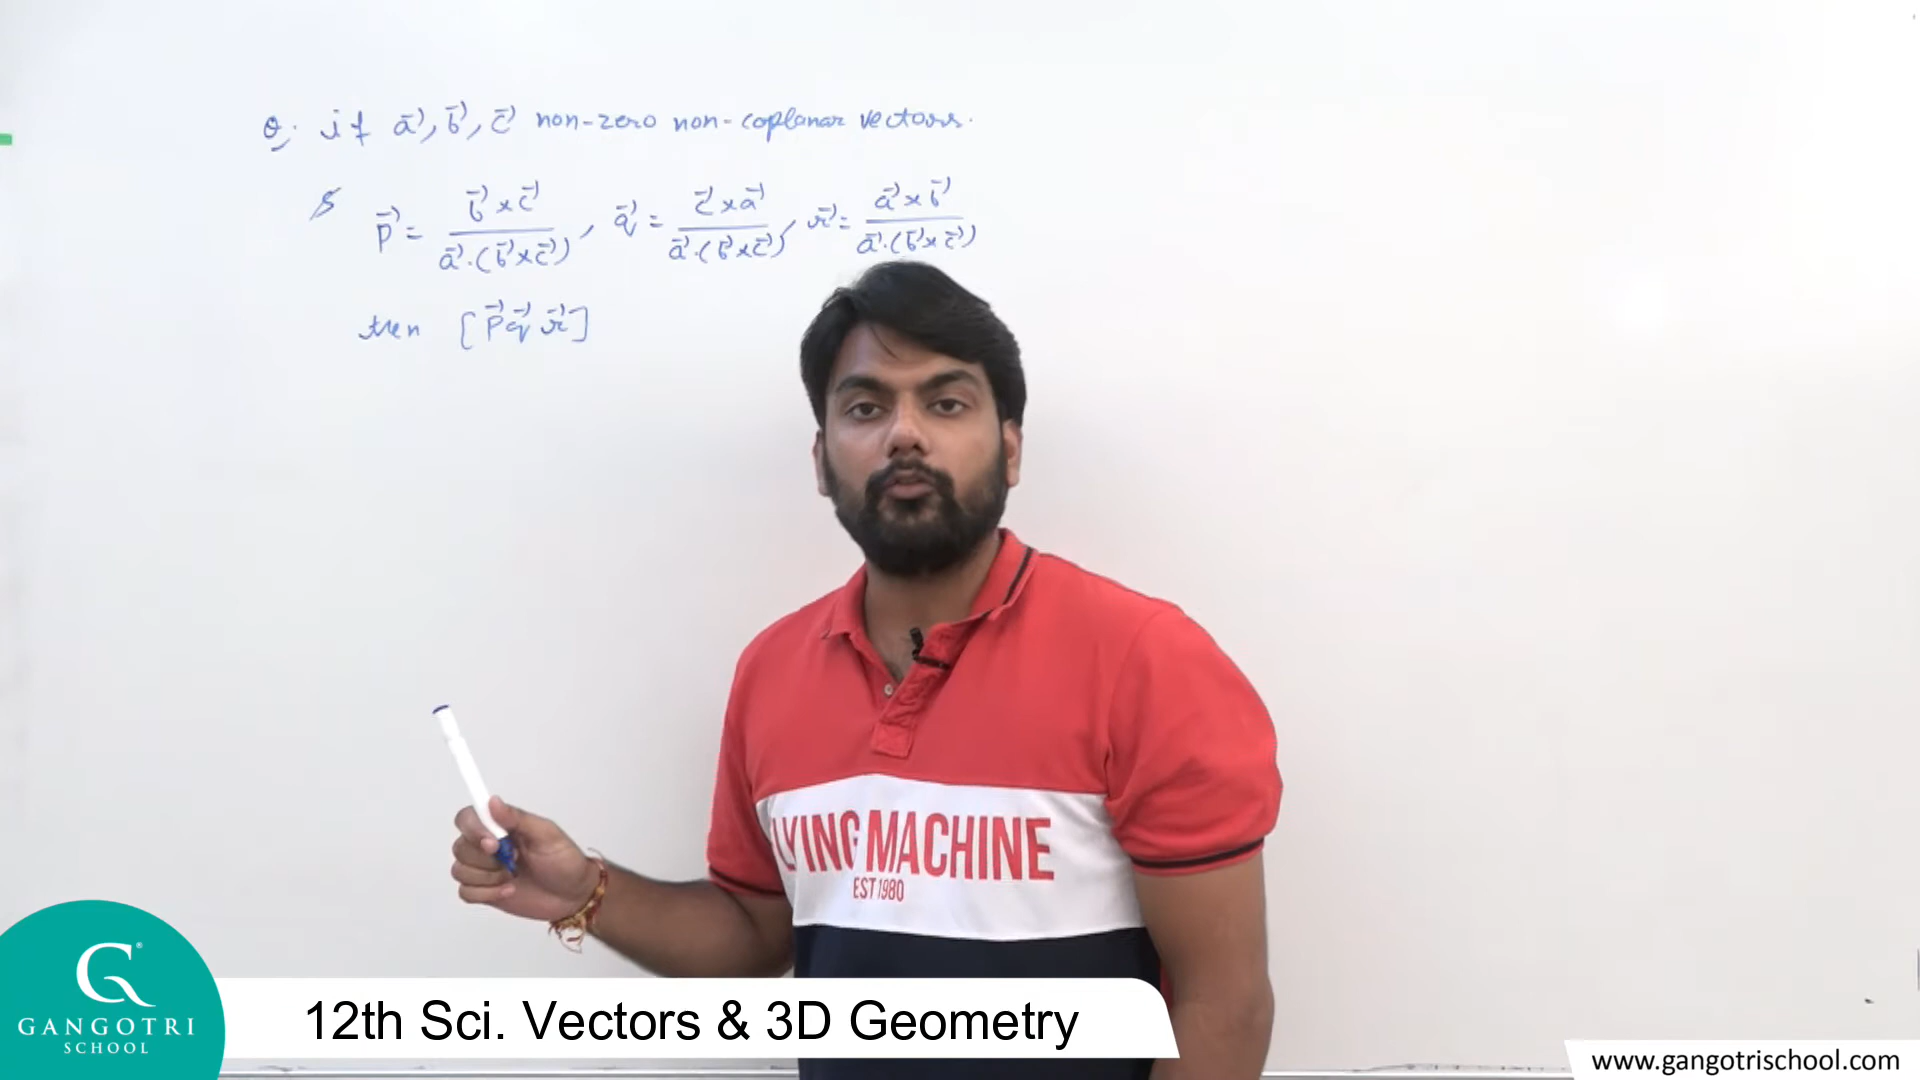 Q. if a⃗, b⃗, c⃗ non-zero non-coplanar vectors.
& p⃗ = b⃗ × c⃗ / a⃗·(b⃗ × c⃗) , q⃗ = c⃗ × a⃗ / a⃗·(b⃗ × c⃗) , r⃗ = a⃗ × b⃗ / a⃗·(b⃗ × c⃗)
then [p⃗ q⃗ r⃗]
LYING MACHINE
EST 1980
GANGOTRI
SCHOOL
12th Sci. Vectors & 3D Geometry
www.gangotrischool.com